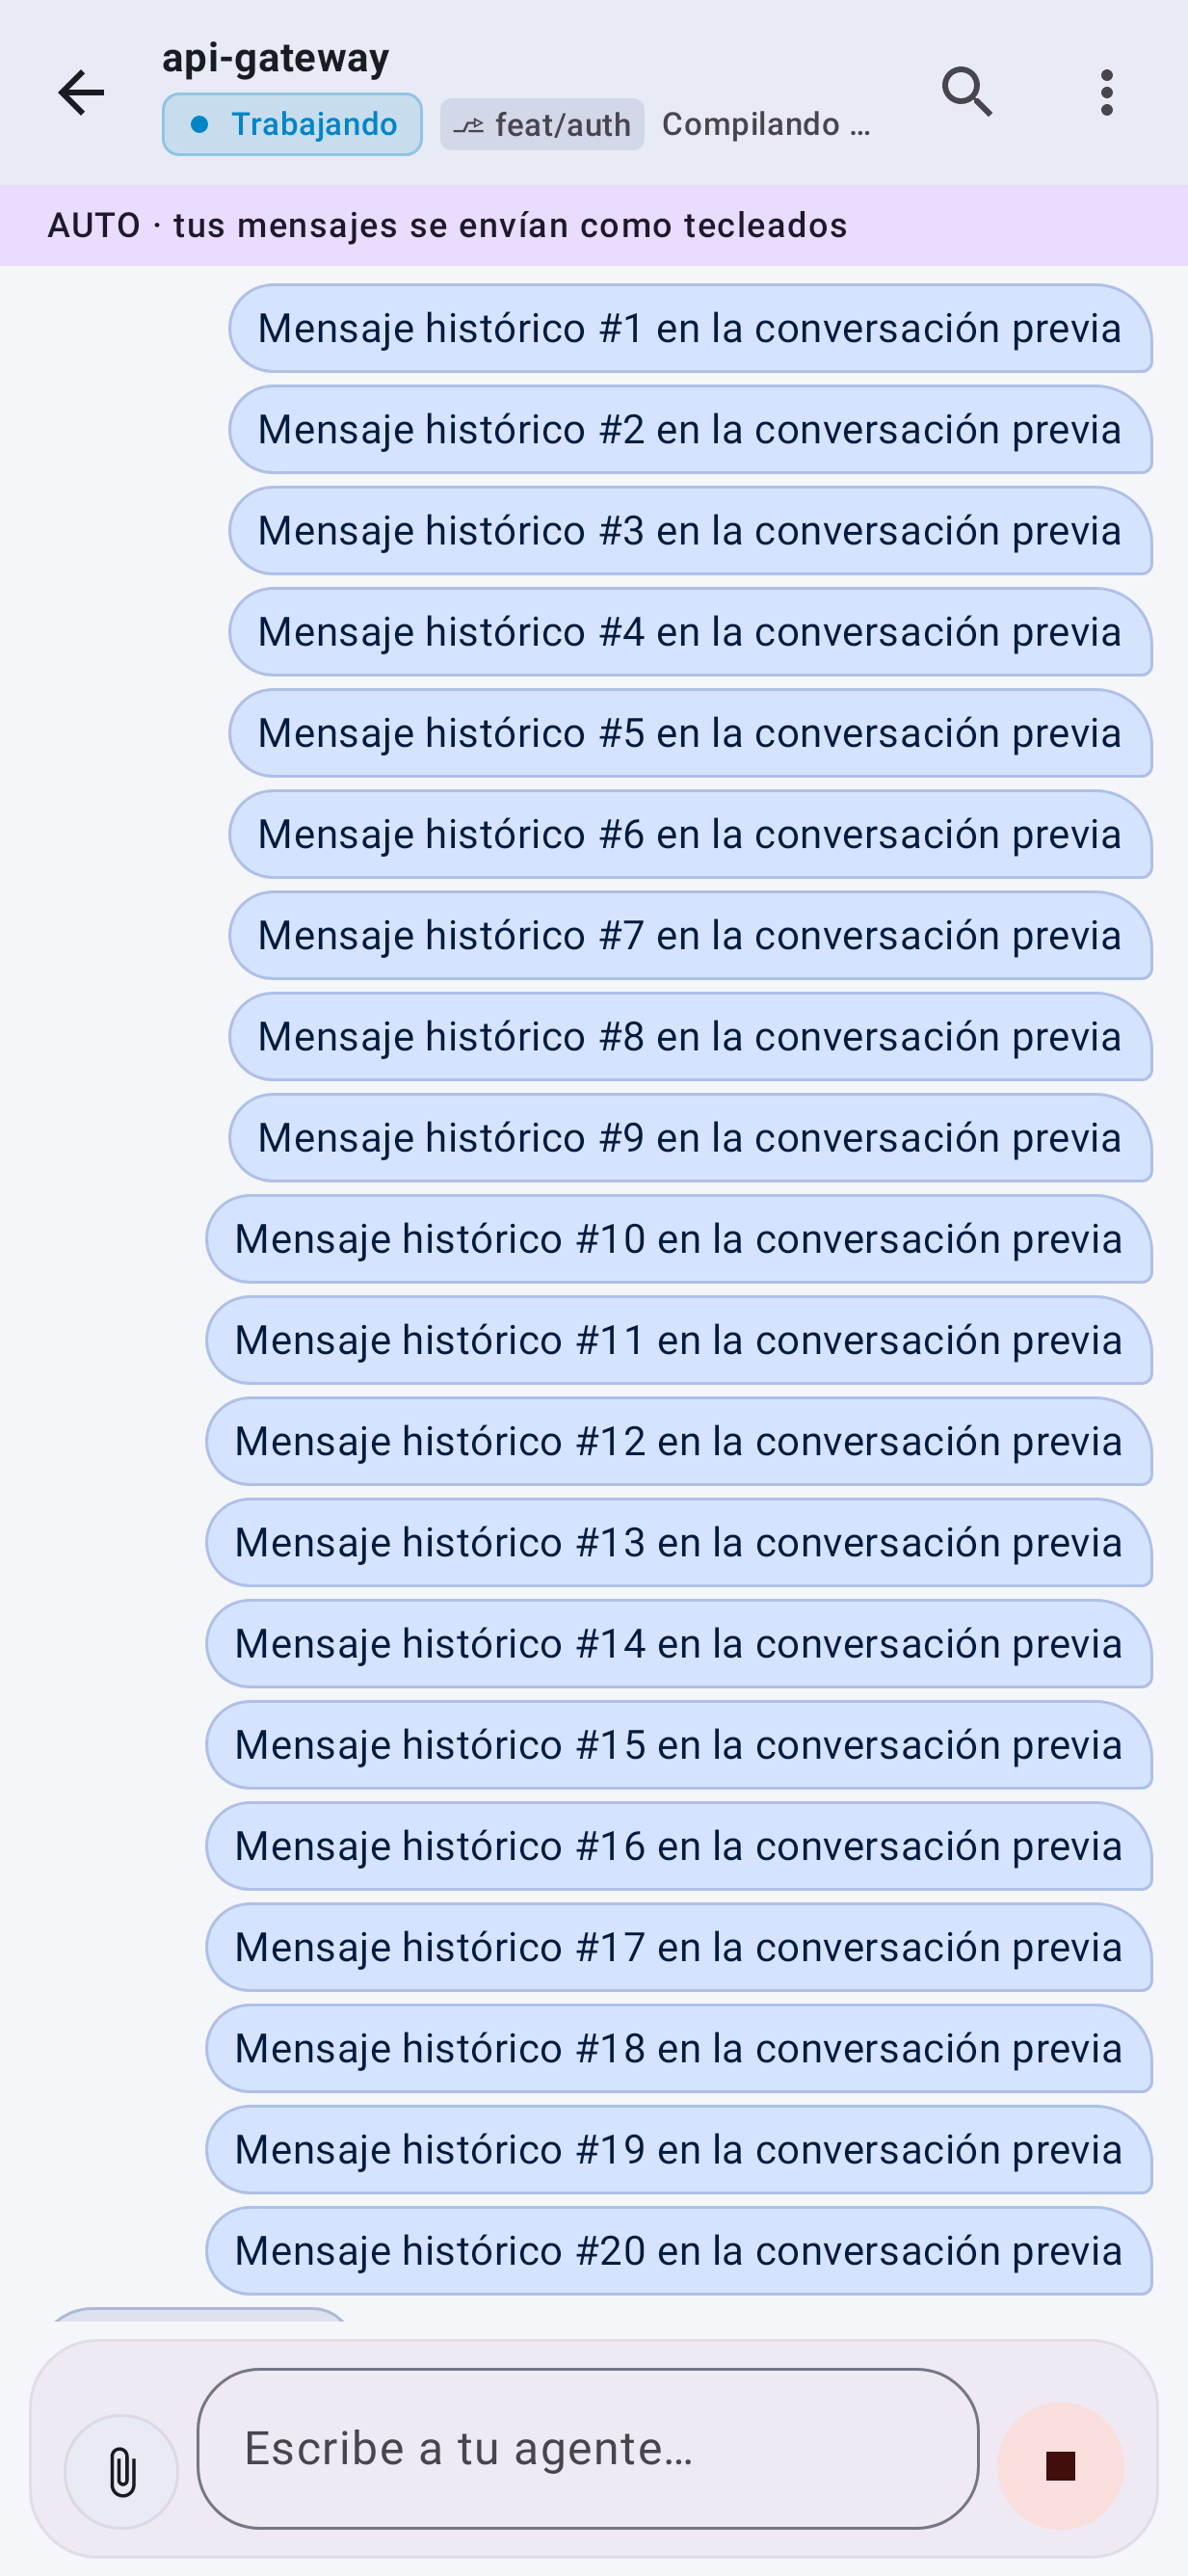 api-gateway
Trabajando feat/auth Compilando …
AUTO · tus mensajes se envían como tecleados
Mensaje histórico #1 en la conversación previa
Mensaje histórico #2 en la conversación previa
Mensaje histórico #3 en la conversación previa
Mensaje histórico #4 en la conversación previa
Mensaje histórico #5 en la conversación previa
Mensaje histórico #6 en la conversación previa
Mensaje histórico #7 en la conversación previa
Mensaje histórico #8 en la conversación previa
Mensaje histórico #9 en la conversación previa
Mensaje histórico #10 en la conversación previa
Mensaje histórico #11 en la conversación previa
Mensaje histórico #12 en la conversación previa
Mensaje histórico #13 en la conversación previa
Mensaje histórico #14 en la conversación previa
Mensaje histórico #15 en la conversación previa
Mensaje histórico #16 en la conversación previa
Mensaje histórico #17 en la conversación previa
Mensaje histórico #18 en la conversación previa
Mensaje histórico #19 en la conversación previa
Mensaje histórico #20 en la conversación previa
Escribe a tu agente…